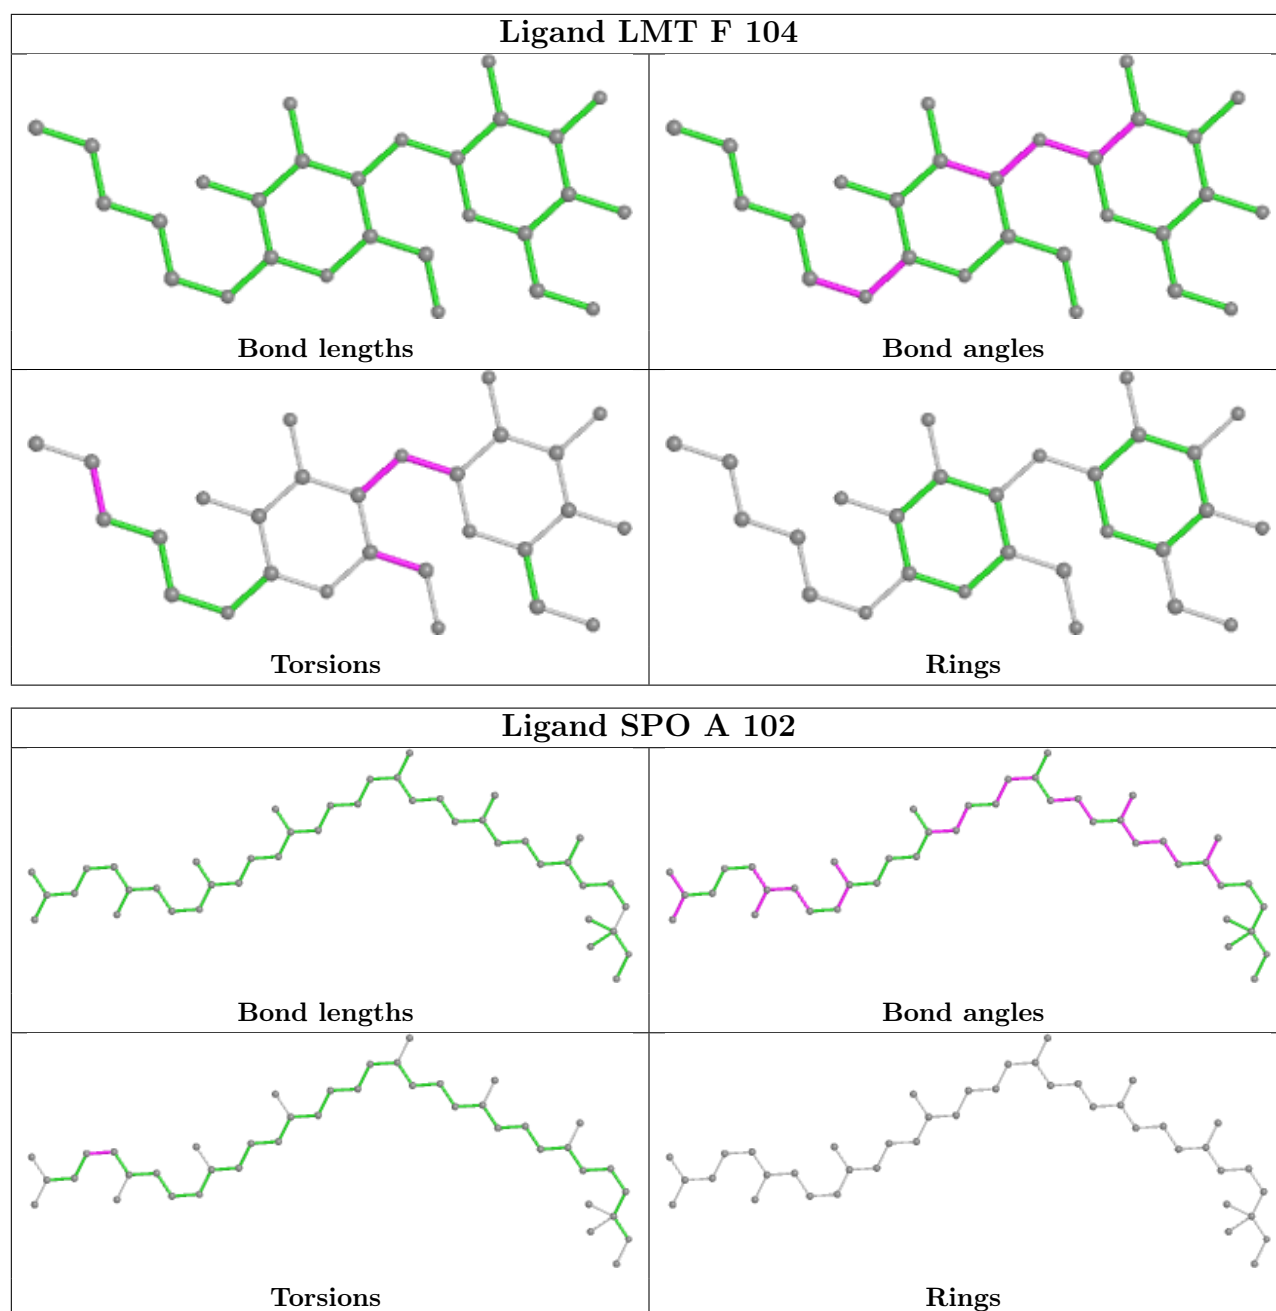 Ligand LMT F 104
Bond lengths
Bond angles
Torsions
Rings
Ligand SPO A 102
Bond lengths
Bond angles
Torsions
Rings